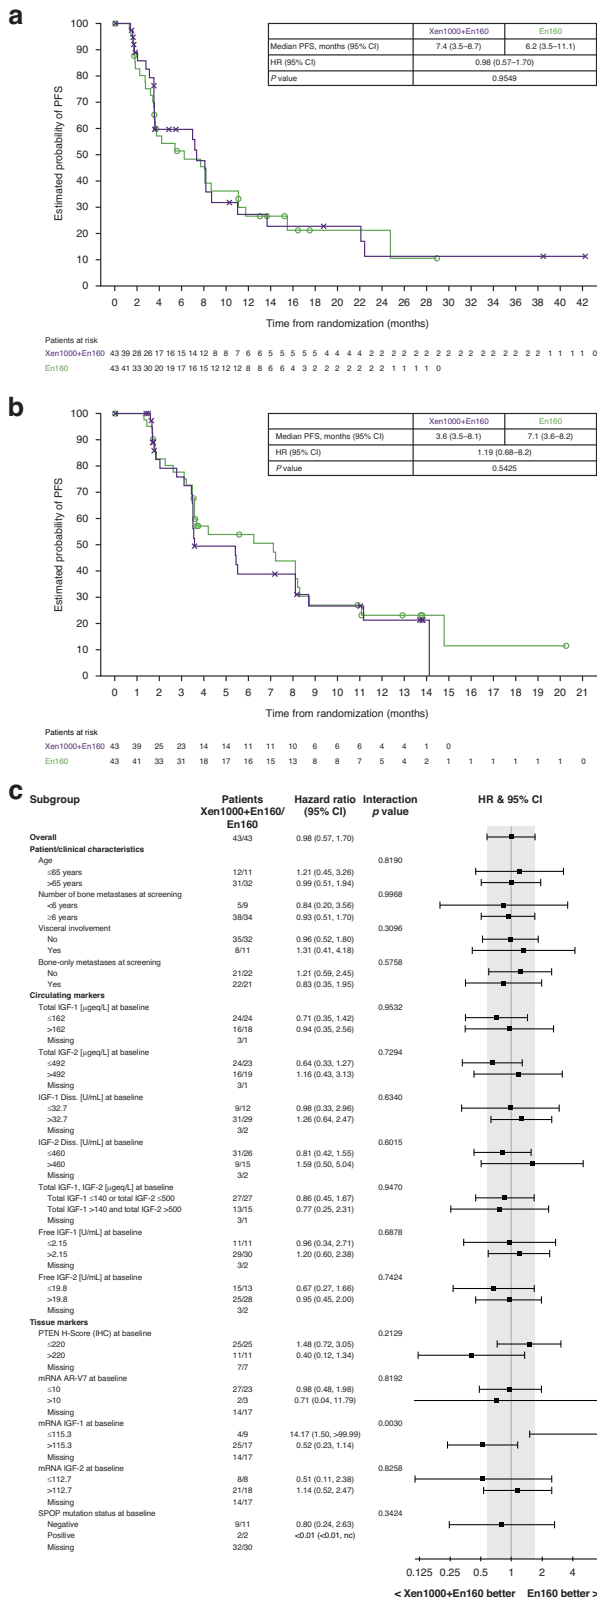 a
Xen1000+En160 En160
Median PFS, months (95% CI) 7.4 (3.5–8.7) 6.2 (3.5–11.1)
HR (95% CI) 0.98 (0.57–1.70)
P value 0.9549
Estimated probability of PFS
100
90
80
70
60
50
40
30
20
10
0
0 2 4 6 8 10 12 14 16 18 20 22 24 26 28 30 32 34 36 38 40 42
Time from randomization (months)
Patients at risk
Xen1000+En160 43 39 28 26 17 16 15 14 12 8 8 7 6 6 5 5 5 5 5 4 4 4 4 2 2 2 2 2 2 2 2 2 2 2 2 2 2 2 2 1 1 1 1 0
En160 43 41 33 30 20 19 17 16 15 12 12 12 8 8 6 6 4 3 2 2 2 2 2 2 2 1 1 1 1 0
b
Xen1000+En160 En160
Median PFS, months (95% CI) 3.6 (3.5–8.1) 7.1 (3.6–8.2)
HR (95% CI) 1.19 (0.68–8.2)
P value 0.5425
Estimated probability of PFS
100
90
80
70
60
50
40
30
20
10
0
0 1 2 3 4 5 6 7 8 9 10 11 12 13 14 15 16 17 18 19 20 21
Time from randomization (months)
Patients at risk
Xen1000+En160 43 39 25 23 14 14 11 11 10 6 6 6 4 4 1 0
En160 43 41 33 31 18 17 16 15 13 8 8 7 5 4 2 1 1 1 1 1 1 0
c
Subgroup Patients Hazard ratio Interaction HR & 95% CI
Xen1000+En160/ (95% CI) p value
En160
Overall 43/43 0.98 (0.57, 1.70)
Patient/clinical characteristics
Age 0.8190
≤65 years 12/11 1.21 (0.45, 3.26)
>65 years 31/32 0.99 (0.51, 1.94)
Number of bone metastases at screening 0.9968
<6 years 5/9 0.84 (0.20, 3.56)
≥6 years 38/34 0.93 (0.51, 1.70)
Visceral involvement 0.3096
No 35/32 0.96 (0.52, 1.80)
Yes 8/11 1.31 (0.41, 4.18)
Bone-only metastases at screening 0.5758
No 21/22 1.21 (0.59, 2.45)
Yes 22/21 0.83 (0.35, 1.95)
Circulating markers
Total IGF-1 [µgeq/L] at baseline 0.9532
≤162 24/24 0.71 (0.35, 1.42)
>162 16/18 0.94 (0.35, 2.56)
Missing 3/1
Total IGF-2 [µgeq/L] at baseline 0.7294
≤492 24/23 0.64 (0.33, 1.27)
>492 16/19 1.16 (0.43, 3.13)
Missing 3/1
IGF-1 Diss. [U/mL] at baseline 0.6340
≤32.7 9/12 0.98 (0.33, 2.96)
>32.7 31/29 1.26 (0.64, 2.47)
Missing 3/2
IGF-2 Diss. [U/mL] at baseline 0.6015
≤460 31/26 0.81 (0.42, 1.55)
>460 9/15 1.59 (0.50, 5.04)
Missing 3/2
Total IGF-1, IGF-2 [µgeq/L] at baseline 0.9470
Total IGF-1 ≤140 or total IGF-2 ≤500 27/27 0.86 (0.45, 1.67)
Total IGF-1 >140 and total IGF-2 >500 13/15 0.77 (0.25, 2.31)
Missing 3/1
Free IGF-1 [U/mL] at baseline 0.6878
≤2.15 11/11 0.96 (0.34, 2.71)
>2.15 29/30 1.20 (0.60, 2.38)
Missing 3/2
Free IGF-2 [U/mL] at baseline 0.7424
≤19.8 15/13 0.67 (0.27, 1.66)
>19.8 25/28 0.95 (0.45, 2.00)
Missing 3/2
Tissue markers
PTEN H-Score (IHC) at baseline 0.2129
≤220 25/25 1.48 (0.72, 3.05)
>220 11/11 0.40 (0.12, 1.34)
Missing 7/7
mRNA AR-V7 at baseline 0.8192
≤10 27/23 0.98 (0.48, 1.98)
>10 2/3 0.71 (0.04, 11.79)
Missing 14/17
mRNA IGF-1 at baseline 0.0030
≤115.3 4/9 14.17 (1.50, >99.99)
>115.3 25/17 0.52 (0.23, 1.14)
Missing 14/17
mRNA IGF-2 at baseline 0.8258
≤112.7 8/8 0.51 (0.11, 2.38)
>112.7 21/18 1.14 (0.52, 2.47)
Missing 14/17
SPOP mutation status at baseline 0.3424
Negative 9/11 0.80 (0.24, 2.63)
Positive 2/2 <0.01 (<0.01, nc)
Missing 32/30
0.125 0.25 0.5 1 2 4
< Xen1000+En160 better En160 better >